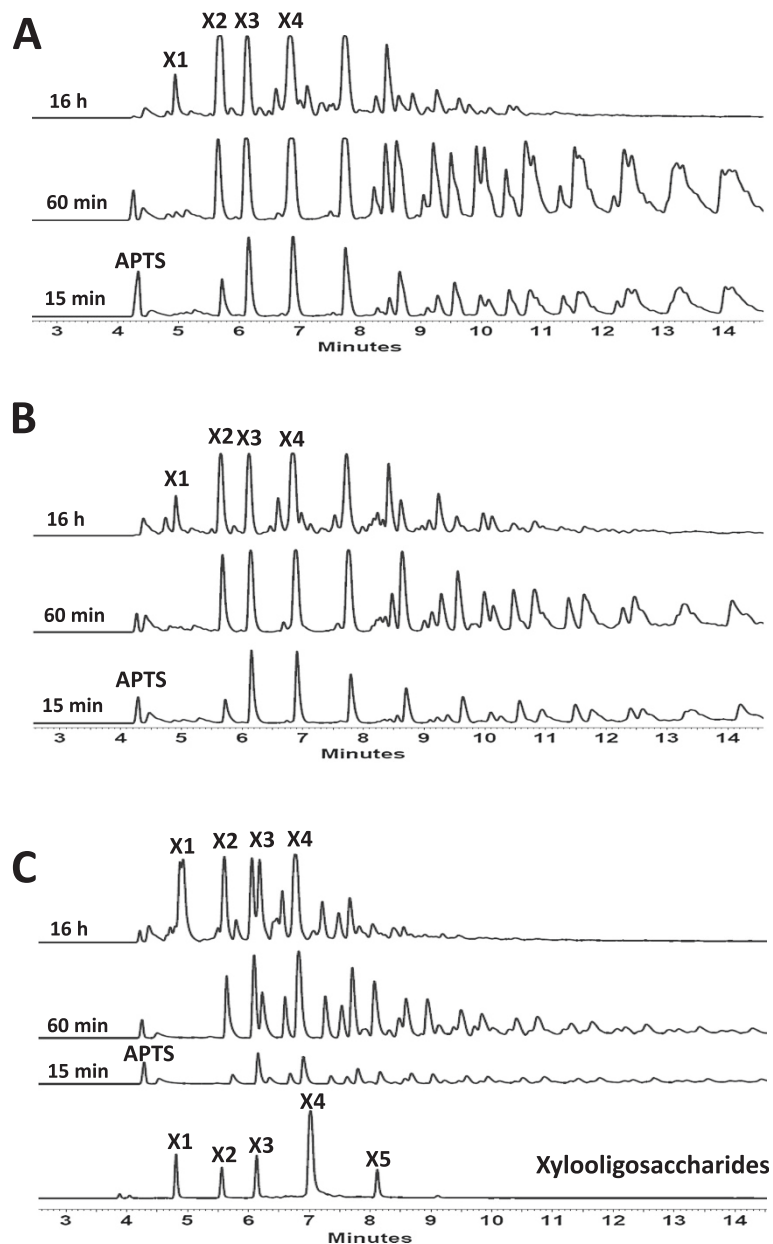 A
X1 X2 X3 X4
16 h
60 min
APTS
15 min
3 4 5 6 7 8 9 10 11 12 13 14
Minutes
B
X1 X2 X3 X4
16 h
60 min
APTS
15 min
3 4 5 6 7 8 9 10 11 12 13 14
Minutes
C
X1 X2 X3 X4
16 h
60 min
APTS
15 min
X1 X2 X3 X4 X5
Xylooligosaccharides
3 4 5 6 7 8 9 10 11 12 13 14
Minutes